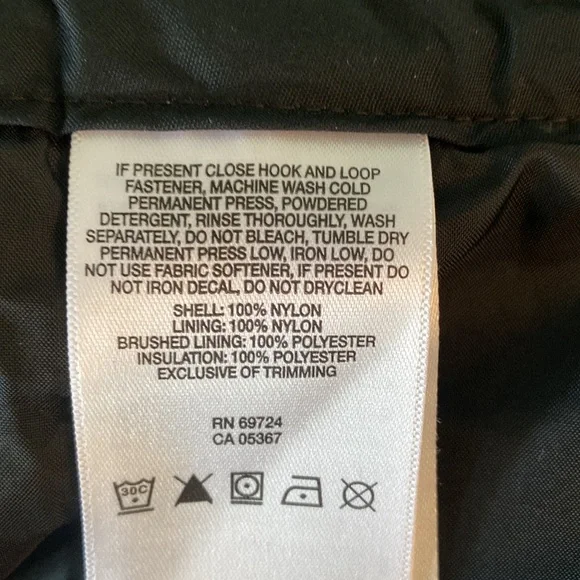 IF PRESENT CLOSE HOOK AND LOOP
FASTENER, MACHINE WASH COLD
PERMANENT PRESS, POWDERED
DETERGENT, RINSE THOROUGHLY, WASH
SEPARATELY, DO NOT BLEACH, TUMBLE DRY
PERMANENT PRESS LOW, IRON LOW, DO
NOT USE FABRIC SOFTENER, IF PRESENT DO
NOT IRON DECAL, DO NOT DRYCLEAN
SHELL: 100% NYLON
LINING: 100% NYLON
BRUSHED LINING: 100% POLYESTER
INSULATION: 100% POLYESTER
EXCLUSIVE OF TRIMMING
RN 69724
CA 05367
30C